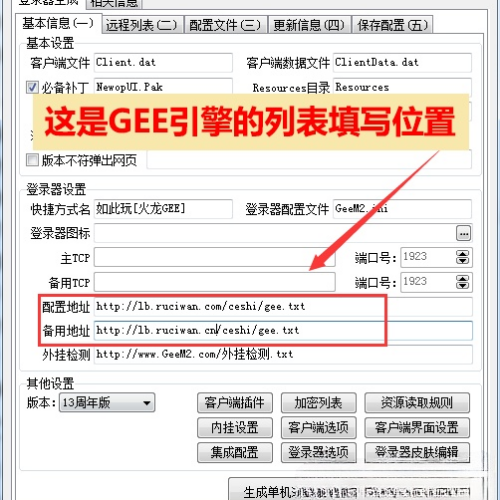 登录器生成 相关信息
基本信息(一) 远程列表(二) 配置文件(三) 更新信息(四) 保存配置(五)
基本设置
客户端文件 Client.dat 客户端数据文件 ClientData.dat
必备补丁 NewopUI.Pak Resources目录 Resources
这是GEE引擎的列表填写位置
版本不符弹出网页
登录器设置
快捷方式名 如此玩[火龙GEE] 登录器配置文件 GeeM2.ini
登录器图标 ...
主TCP 端口号: 1923
备用TCP 端口号: 1923
配置地址 http://lb.ruciwan.com/ceshi/gee.txt
备用地址 http://lb.ruciwan.cn/ceshi/gee.txt
外挂检测 http://www.GeeM2.com/外挂检测.txt
其他设置
版本: 13周年版 客户端插件 加密列表 资源读取规则
内挂设置 客户端选项 客户端界面设置
集成配置 登录器选项 登录器皮肤编辑
生成单机